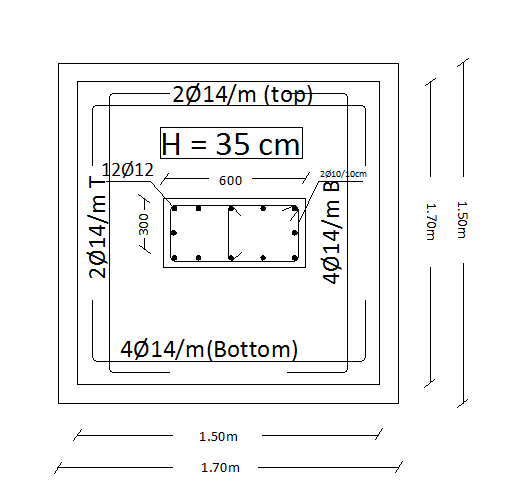 2Ø14/m (top)
H = 35 cm
12Ø12
600
2Ø10/10cm
2Ø14/m T
300
4Ø14/m B
1.70m
1.50m
4Ø14/m(Bottom)
1.50m
1.70m